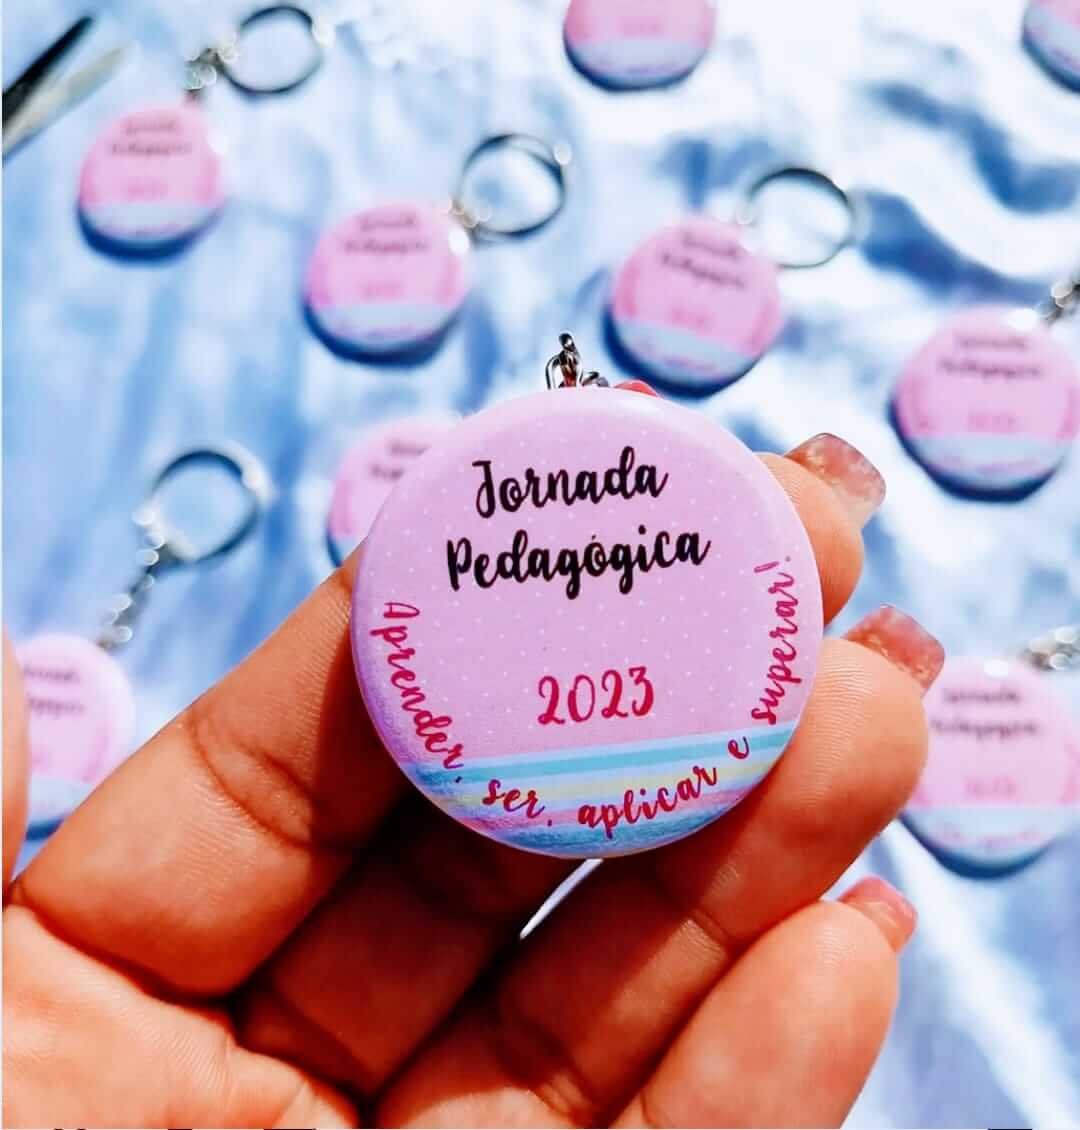 Jornada
Pedagógica
2023
Aprender, ser, aplicar e superar!